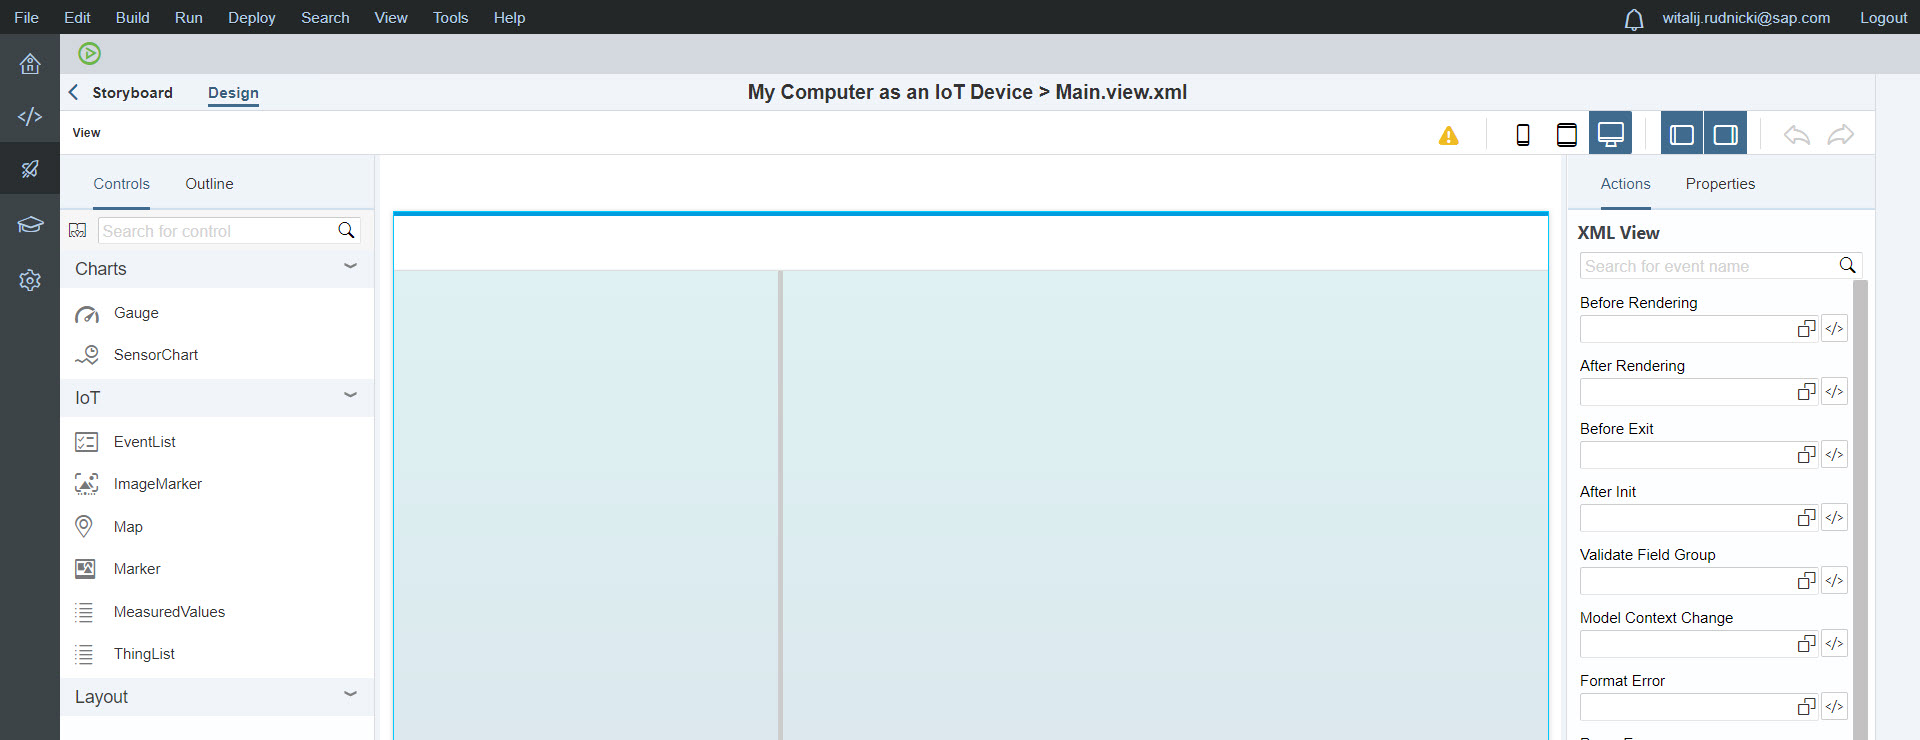 File Edit Build Run Deploy Search View Tools Help witalij.rudnicki@sap.com Logout
Storyboard Design My Computer as an IoT Device > Main.view.xml
View
Controls Outline
Search for control
Charts
Gauge
SensorChart
IoT
EventList
ImageMarker
Map
Marker
MeasuredValues
ThingList
Layout
Actions Properties
XML View
Search for event name
Before Rendering
After Rendering
Before Exit
After Init
Validate Field Group
Model Context Change
Format Error